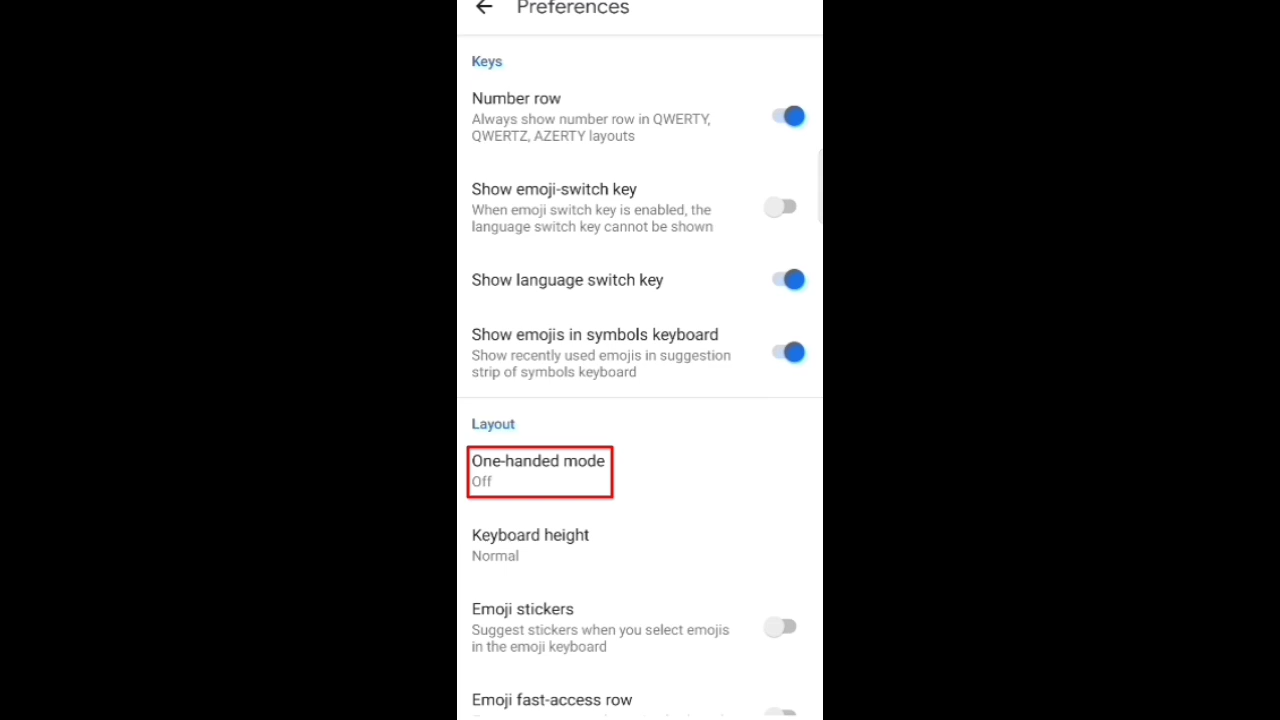 Preferences
Keys
Number row
Always show number row in QWERTY,
QWERTZ, AZERTY layouts
Show emoji-switch key
When emoji switch key is enabled, the
language switch key cannot be shown
Show language switch key
Show emojis in symbols keyboard
Show recently used emojis in suggestion
strip of symbols keyboard
Layout
One-handed mode
Off
Keyboard height
Normal
Emoji stickers
Suggest stickers when you select emojis
in the emoji keyboard
Emoji fast-access row